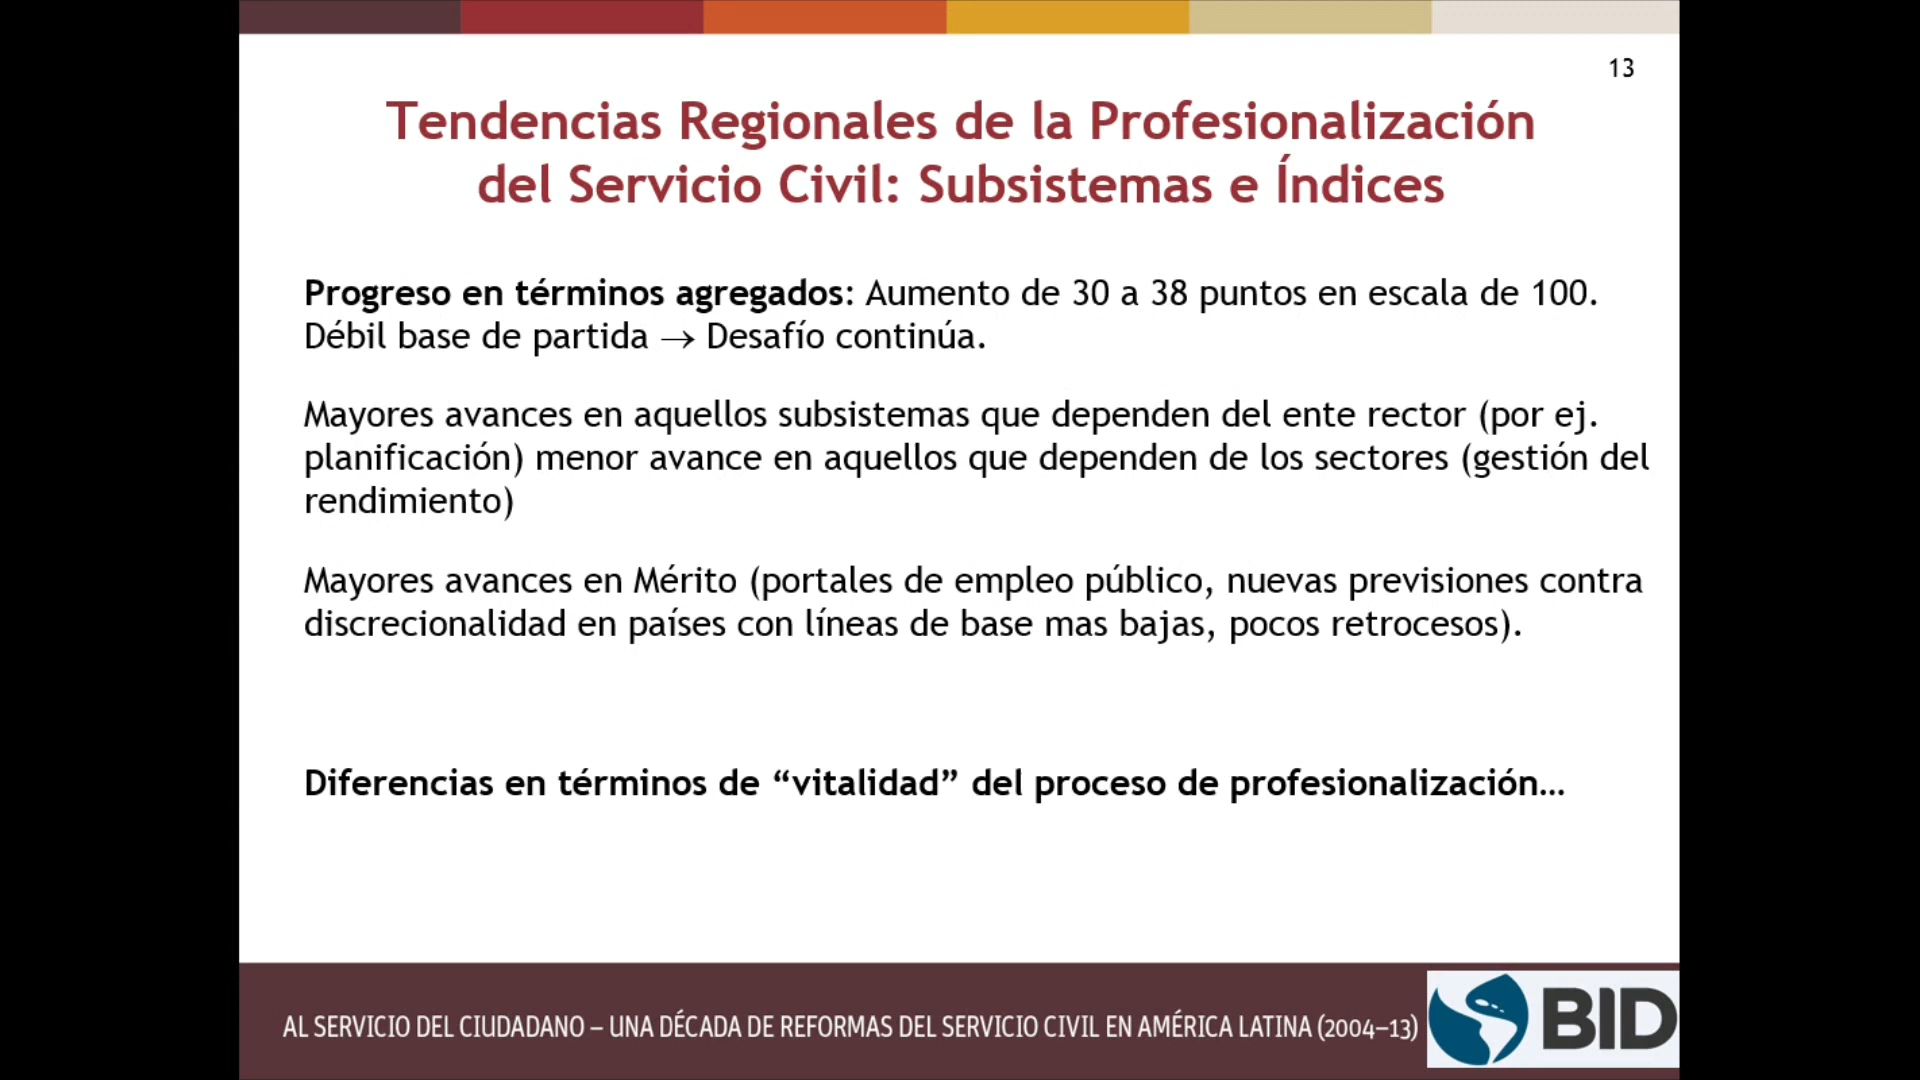 13
Tendencias Regionales de la Profesionalización
del Servicio Civil: Subsistemas e Índices
Progreso en términos agregados: Aumento de 30 a 38 puntos en escala de 100.
Débil base de partida → Desafío continúa.
Mayores avances en aquellos subsistemas que dependen del ente rector (por ej.
planificación) menor avance en aquellos que dependen de los sectores (gestión del
rendimiento)
Mayores avances en Mérito (portales de empleo público, nuevas previsiones contra
discrecionalidad en países con líneas de base mas bajas, pocos retrocesos).
Diferencias en términos de “vitalidad” del proceso de profesionalización…
AL SERVICIO DEL CIUDADANO – UNA DÉCADA DE REFORMAS DEL SERVICIO CIVIL EN AMÉRICA LATINA (2004–13)
BID